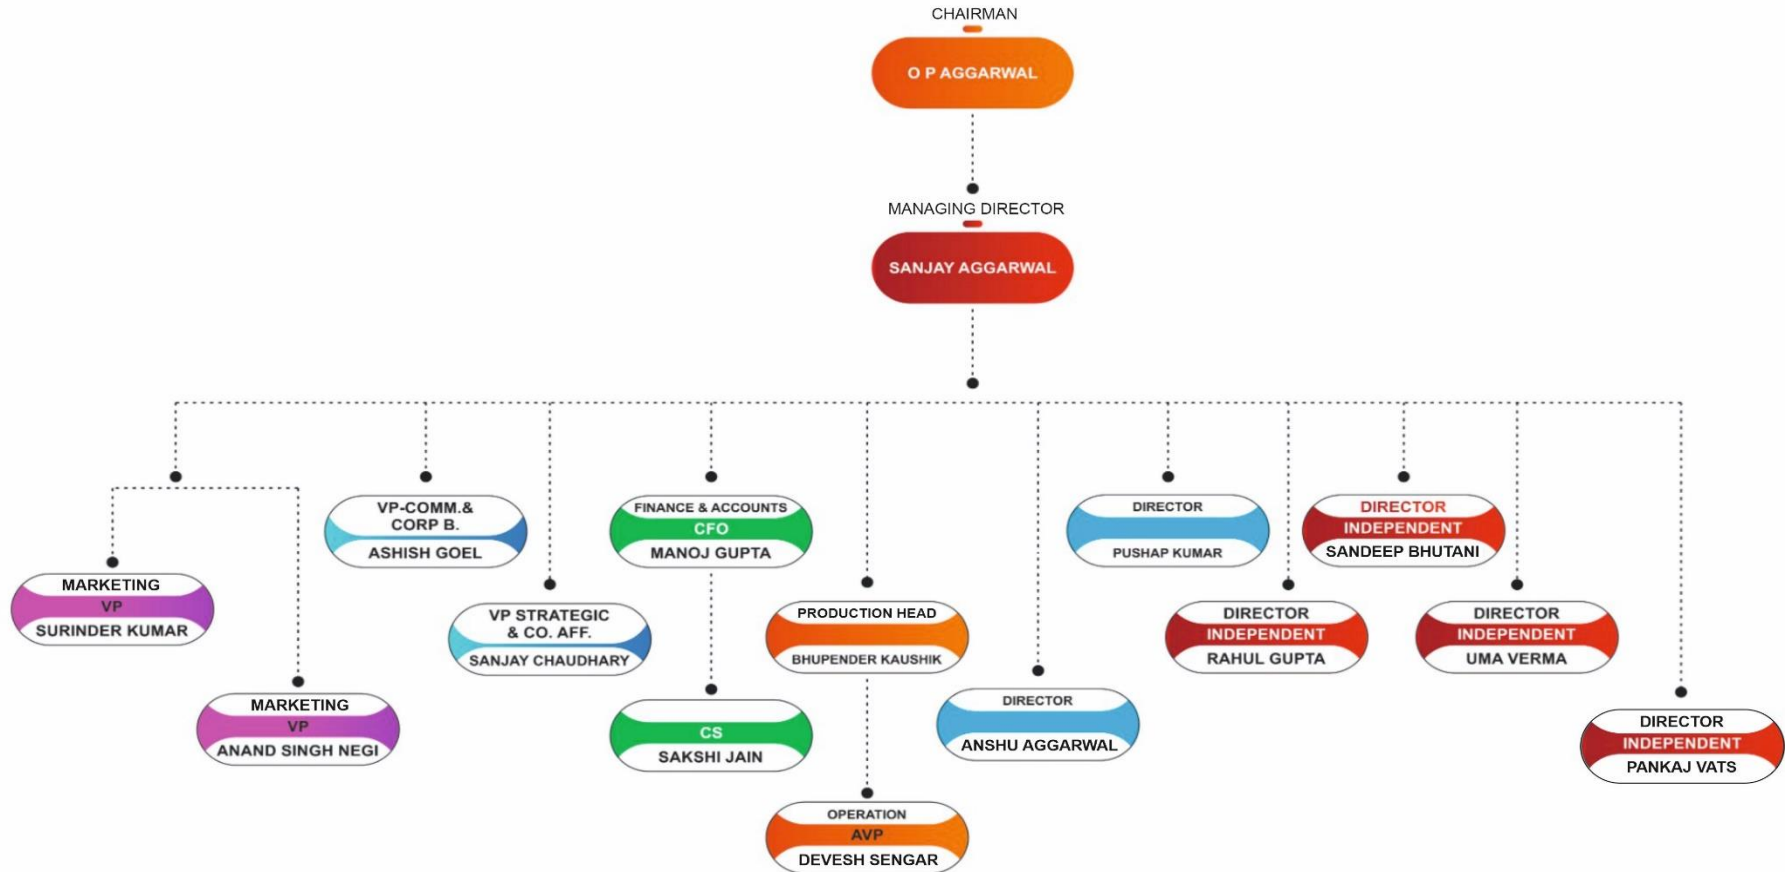 CHAIRMAN
O P AGGARWAL
MANAGING DIRECTOR
SANJAY AGGARWAL
MARKETING
VP
SURINDER KUMAR
MARKETING
VP
ANAND SINGH NEGI
VP-COMM.&
CORP B.
ASHISH GOEL
VP STRATEGIC
& CO. AFF.
SANJAY CHAUDHARY
FINANCE & ACCOUNTS
CFO
MANOJ GUPTA
CS
SAKSHI JAIN
PRODUCTION HEAD
BHUPENDER KAUSHIK
OPERATION
AVP
DEVESH SENGAR
DIRECTOR
ANSHU AGGARWAL
DIRECTOR
PUSHAP KUMAR
DIRECTOR
INDEPENDENT
RAHUL GUPTA
DIRECTOR
INDEPENDENT
SANDEEP BHUTANI
DIRECTOR
INDEPENDENT
UMA VERMA
DIRECTOR
INDEPENDENT
PANKAJ VATS